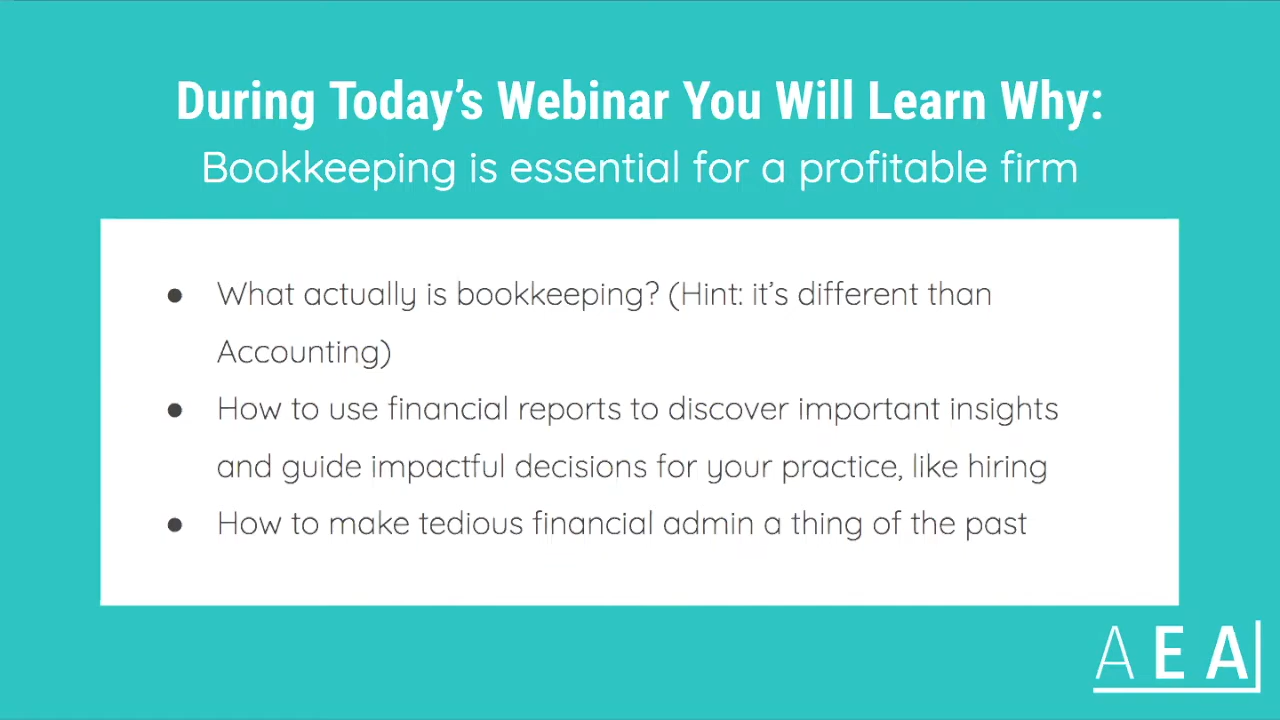 During Today’s Webinar You Will Learn Why:
Bookkeeping is essential for a profitable firm
● What actually is bookkeeping? (Hint: it’s different than
Accounting)
● How to use financial reports to discover important insights
and guide impactful decisions for your practice, like hiring
● How to make tedious financial admin a thing of the past
AEA